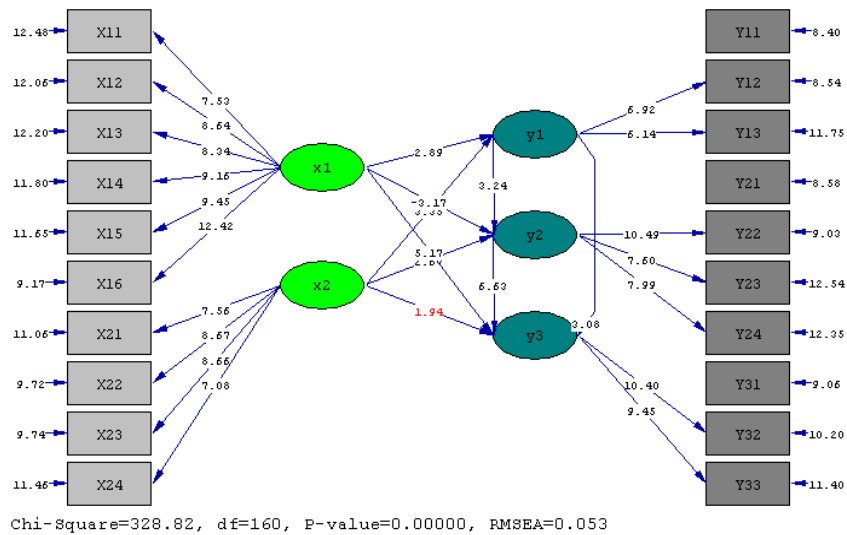 12.48 X11 Y11 8.40
12.06 X12 Y12 8.54
7.53 6.92
12.20 X13 8.64 y1 6.14 Y13 11.75
8.34 2.89
11.80 X14 9.16 x1 3.24 Y21 8.58
9.45 -3.17
11.65 X15 12.42 y2 10.49 Y22 9.03
5.17
9.17 X16 x2 6.63 7.60 Y23 12.54
7.99
11.06 X21 7.56 1.94 y3 3.08 Y24 12.35
8.67
9.72 X22 8.66 10.40 Y31 9.06
7.08 9.45
9.74 X23 Y32 10.20
11.46 X24 Y33 11.40
Chi-Square=328.82, df=160, P-value=0.00000, RMSEA=0.053